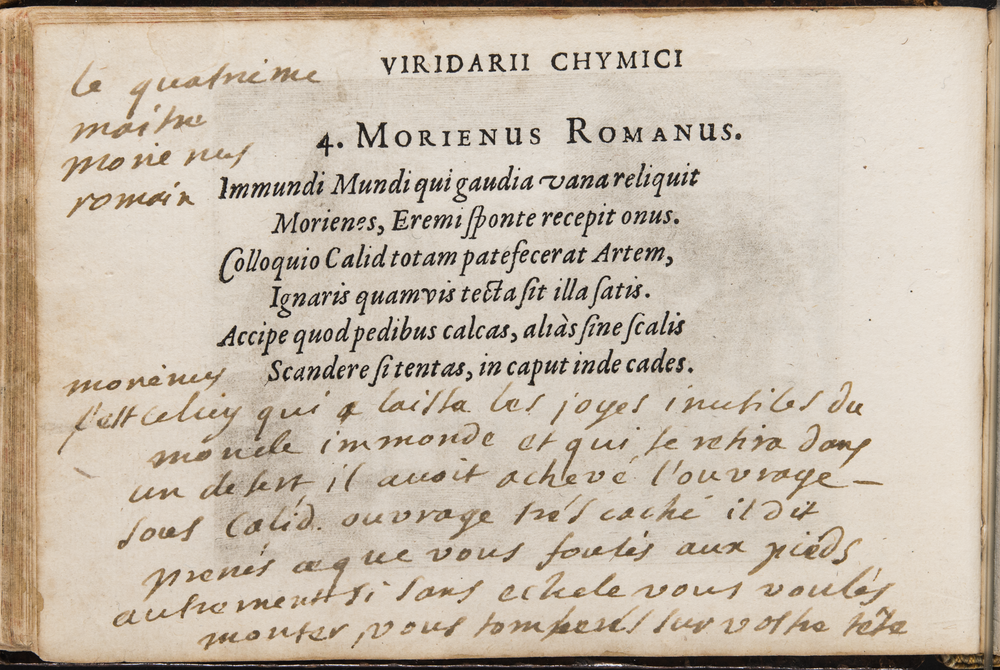 VIRIDARII CHYMICI
le quatrieme
maitre
morienus
romain
4. MORIENUS ROMANUS.
Immundi Mundi qui gaudia vana reliquit
Morienes, Eremi ſponte recepit onus.
Colloquio Calid totam patefecerat Artem,
Ignaris quamvis tecta ſit illa ſatis.
Accipe quod pedibus calcas, aliàs ſine ſcalis
Scandere ſi tentas, in caput inde cades.
morienus
c'est celuy qui a laissa les joyes inutiles du
monde immonde et qui se retira dans
un desert il avoit achevé l'ouvrage –
sous Calid. ouvrage trés caché il dit
prenés ce que vous foulés aux pieds
autrement si sans echele vous voulés
monter, vous tomberés sur vostre tête